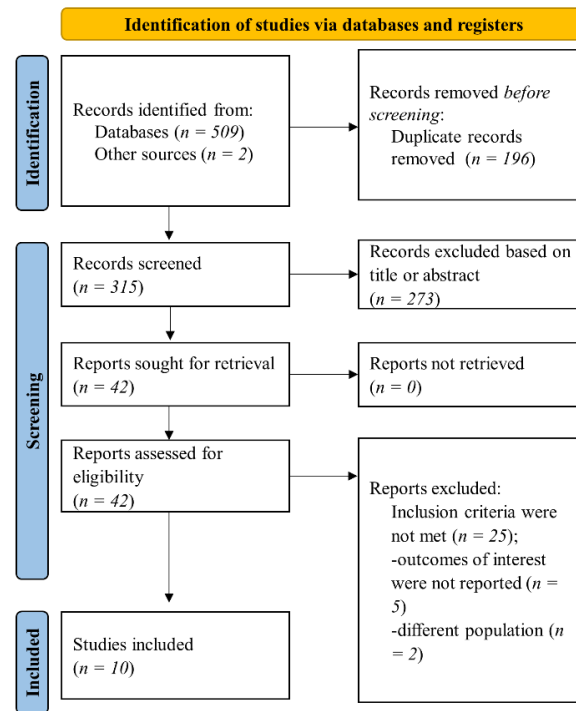 Identification of studies via databases and registers
Identification
Records identified from:
Databases (n = 509)
Other sources (n = 2)
Records removed before
screening:
Duplicate records
removed (n = 196)
Screening
Records screened
(n = 315)
Records excluded based on
title or abstract
(n = 273)
Reports sought for retrieval
(n = 42)
Reports not retrieved
(n = 0)
Reports assessed for
eligibility
(n = 42)
Reports excluded:
Inclusion criteria were
not met (n = 25);
-outcomes of interest
were not reported (n =
5)
-different population (n
= 2)
Included
Studies included
(n = 10)